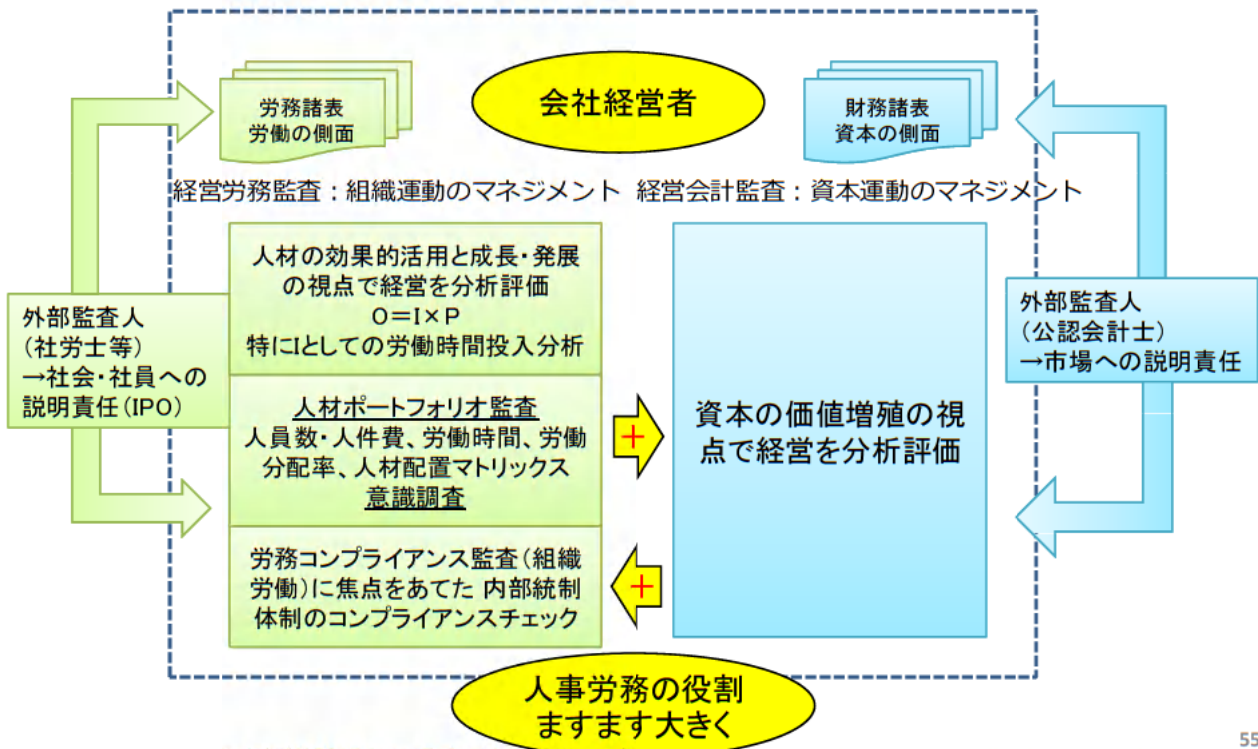 労務諸表
労働の側面
会社経営者
財務諸表
資本の側面
経営労務監査：組織運動のマネジメント
経営会計監査：資本運動のマネジメント
外部監査人
(社労士等)
→社会・社員への
説明責任(IPO)
人材の効果的活用と成長・発展
の視点で経営を分析評価
O=I×P
特にIとしての労働時間投入分析
人材ポートフォリオ監査
人員数・人件費、労働時間、労働
分配率、人材配置マトリックス
意識調査
労務コンプライアンス監査(組織
労働)に焦点をあてた 内部統制
体制のコンプライアンスチェック
+
+
資本の価値増殖の視
点で経営を分析評価
外部監査人
(公認会計士)
→市場への説明責任
人事労務の役割
ますます大きく
55